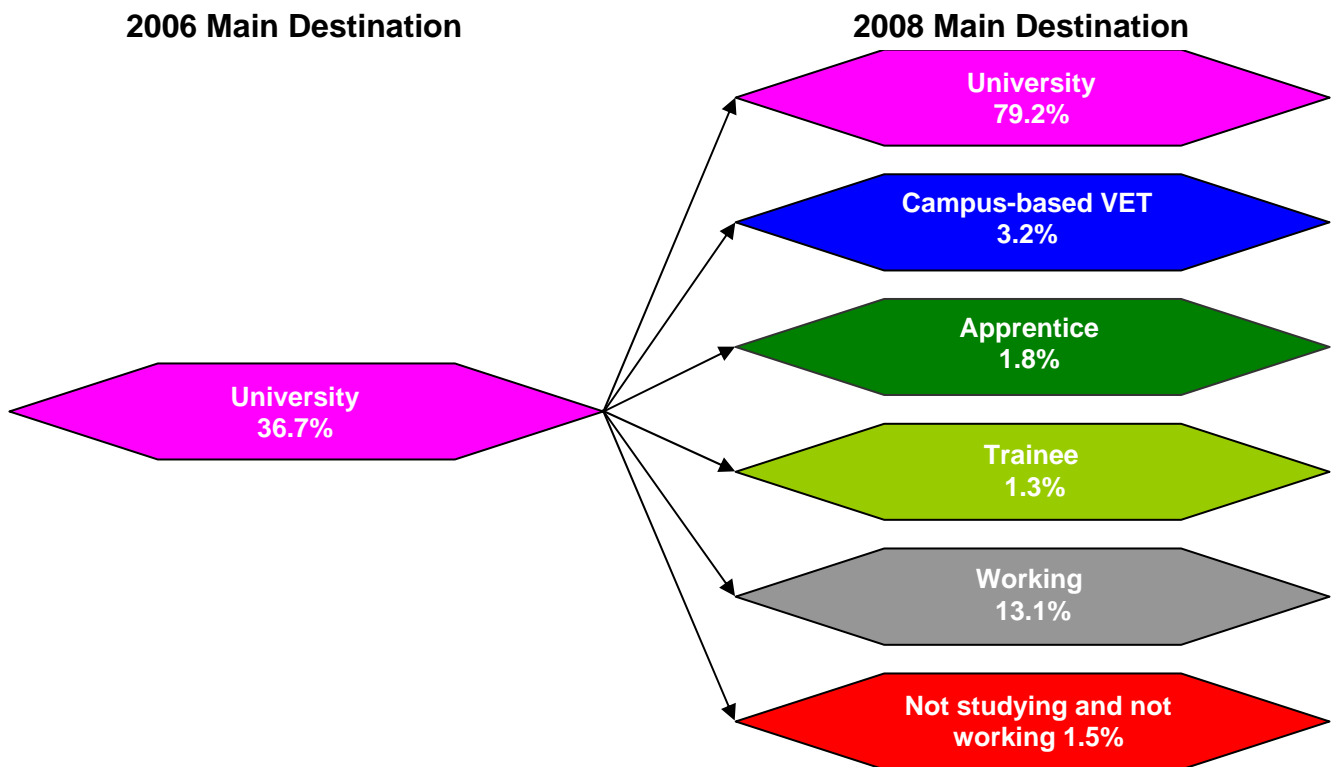 2006 Main Destination
2008 Main Destination
University
79.2%
Campus-based VET
3.2%
Apprentice
1.8%
University
36.7%
Trainee
1.3%
Working
13.1%
Not studying and not
working 1.5%